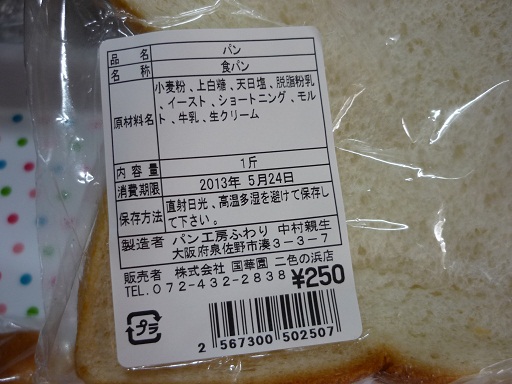 品名 パン
名称 食パン
原材料名 小麦粉、上白糖、天日塩、脱脂粉乳
、イースト、ショートニング、モル
ト、牛乳、生クリーム
内容量 1斤
消費期限 2013年 5月24日
保存方法 直射日光、高温多湿を避けて保存し
て下さい。
製造者 パン工房ふわり 中村親生
大阪府泉佐野市湊3-3-7
販売者 株式会社 国華園 二色の浜店
TEL.072-432-2838 ¥250
プラ
2 567300 502507